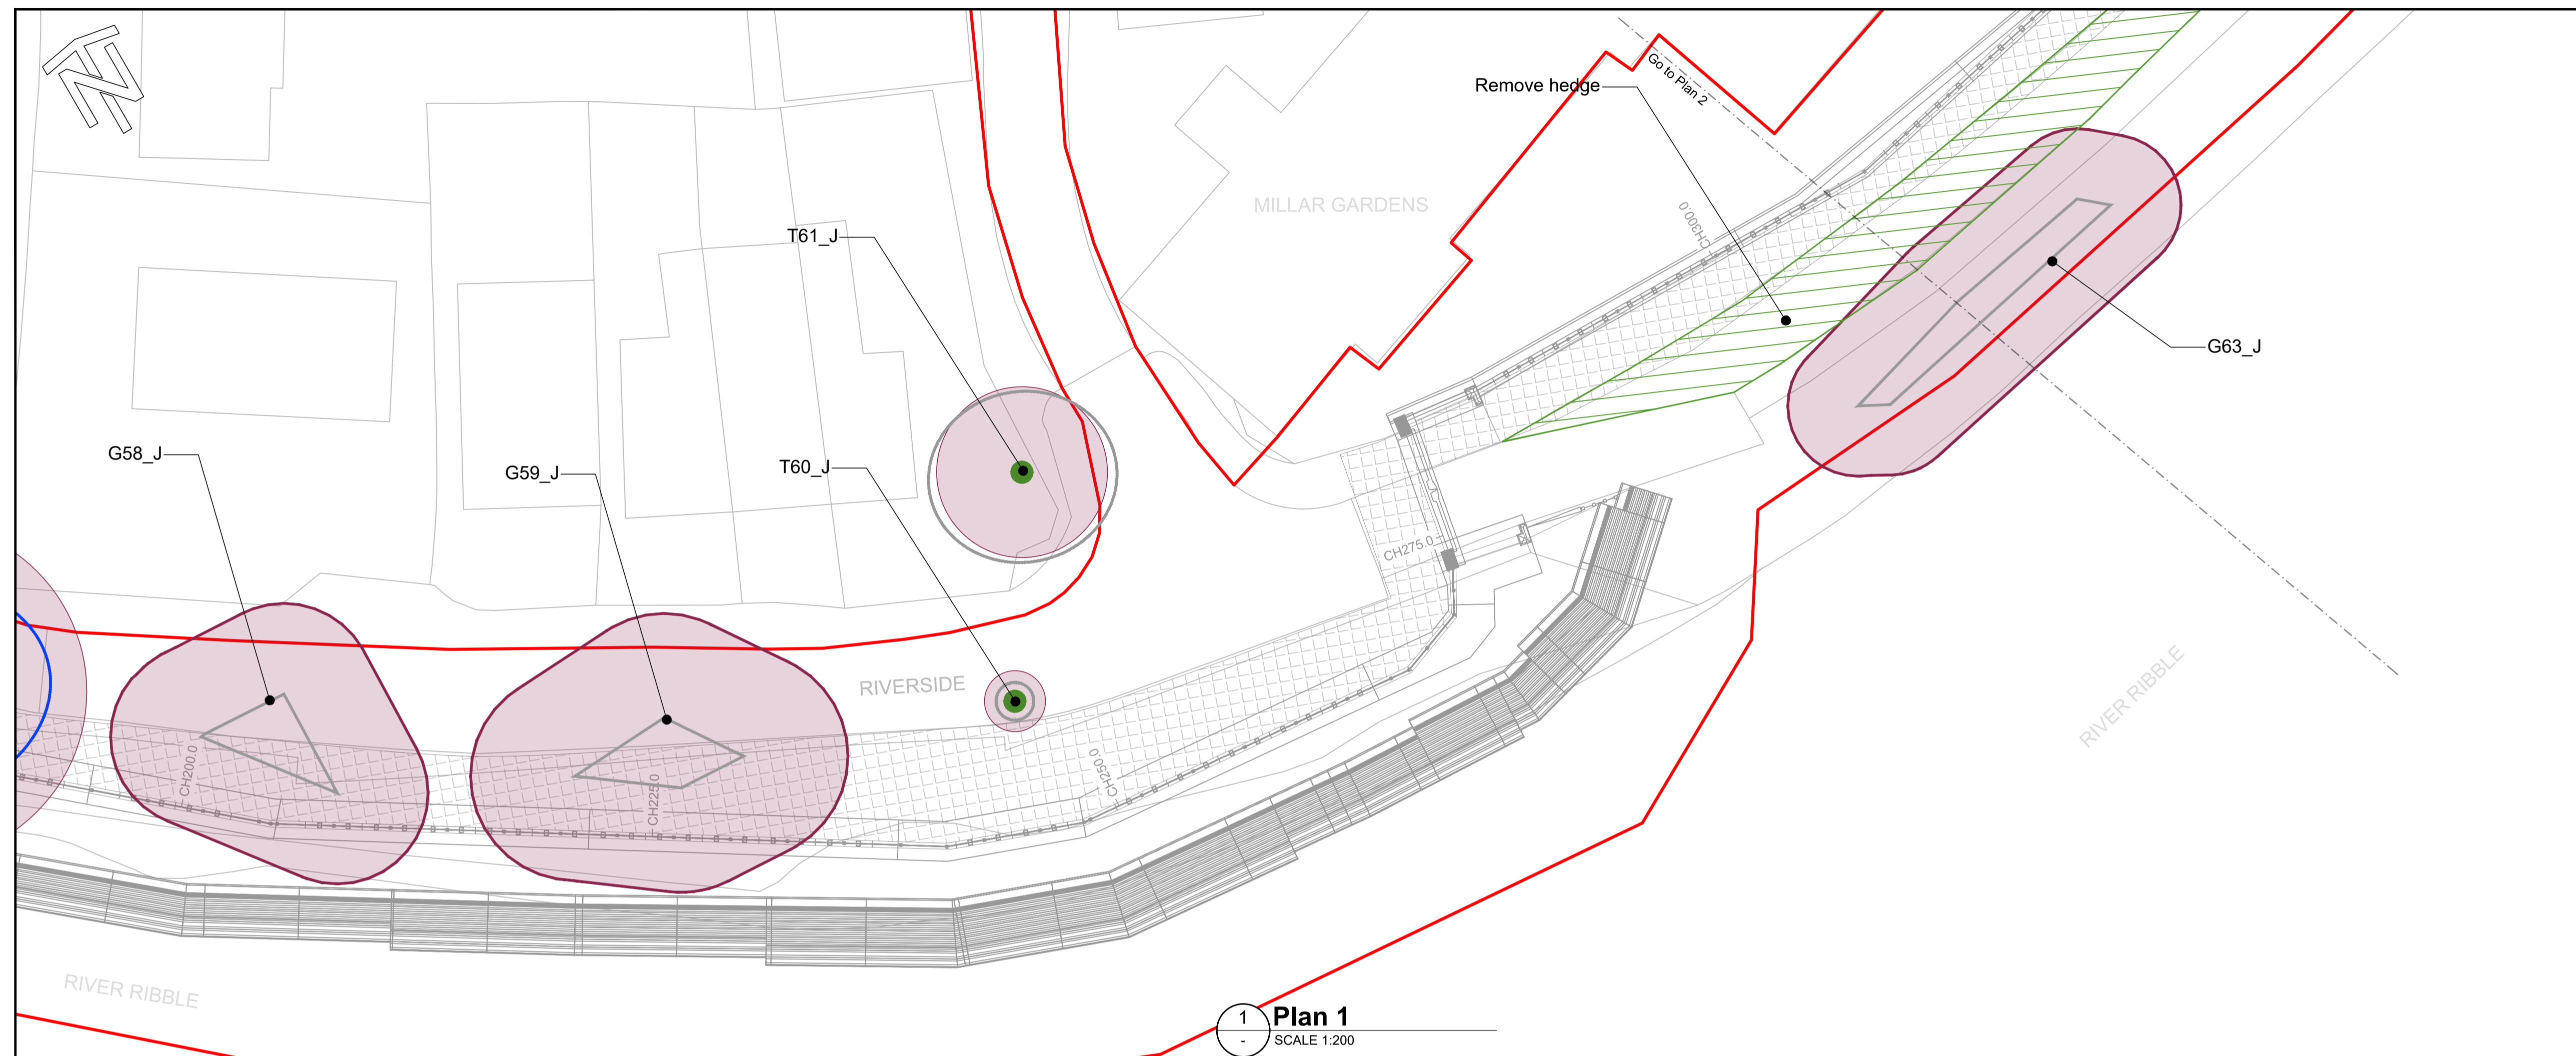 N
Remove hedge
Go to Plan 2
MILLAR GARDENS
CH300.0
T61_J
G63_J
G58_J
G59_J
T60_J
CH275.0
RIVERSIDE
CH200.0
CH225.0
CH250.0
RIVER RIBBLE
RIVER RIBBLE
1
-
Plan 1
SCALE 1:200